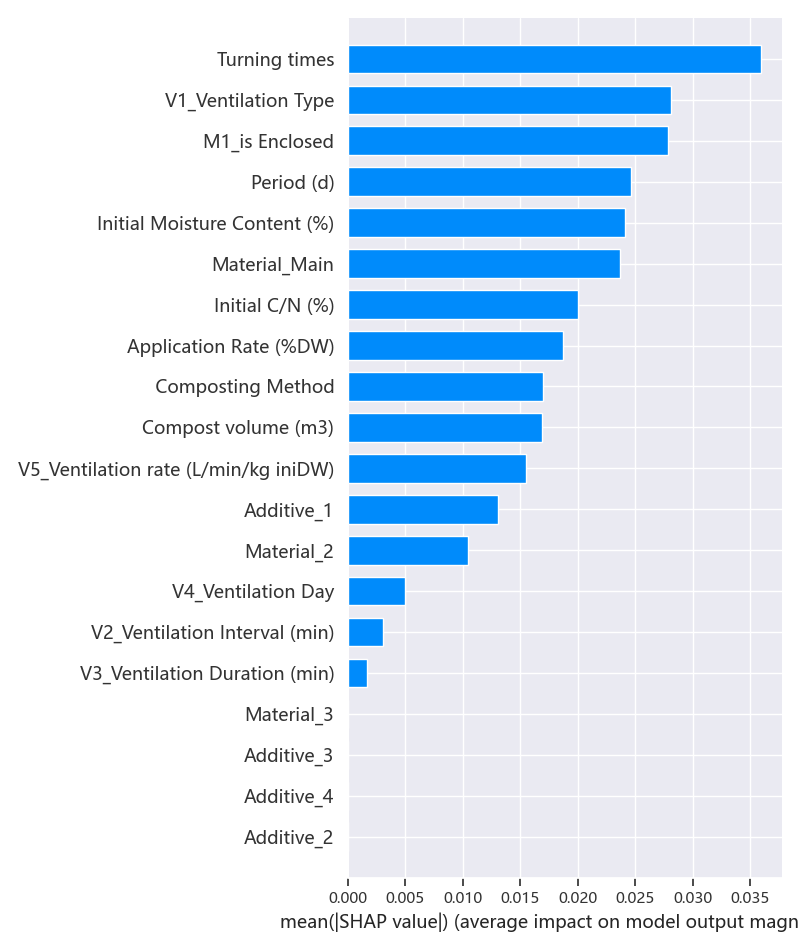 Turning times
V1_Ventilation Type
M1_is Enclosed
Period (d)
Initial Moisture Content (%)
Material_Main
Initial C/N (%)
Application Rate (%DW)
Composting Method
Compost volume (m3)
V5_Ventilation rate (L/min/kg iniDW)
Additive_1
Material_2
V4_Ventilation Day
V2_Ventilation Interval (min)
V3_Ventilation Duration (min)
Material_3
Additive_3
Additive_4
Additive_2
0.000 0.005 0.010 0.015 0.020 0.025 0.030 0.035
mean(|SHAP value|) (average impact on model output magn